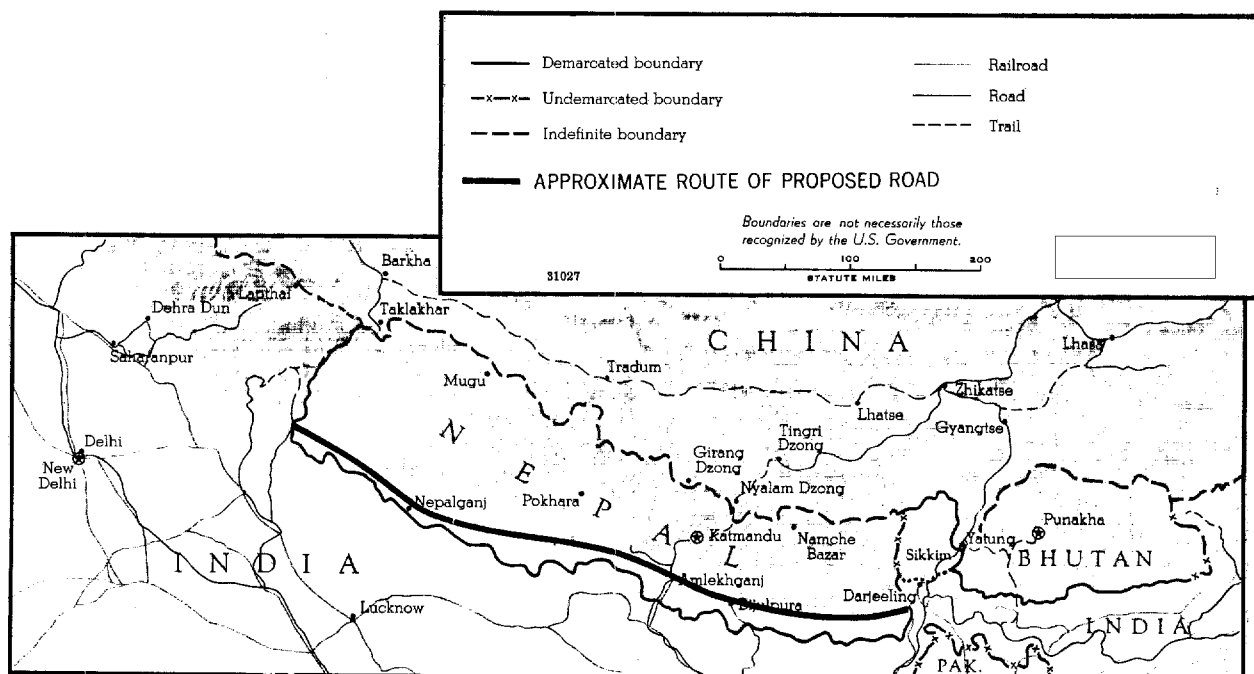 Demarcated boundary
Undemarcated boundary
Indefinite boundary
Railroad
Road
Trail
APPROXIMATE ROUTE OF PROPOSED ROAD
Boundaries are not necessarily those
recognized by the U.S. Government.
31027
0 100 200
STATUTE MILES
Barkha
Lapthal
Dehra Dun
Taklakhar
Saharanpur
CHINA
Lhasa
Mugu
Tradum
Zhikatse
Lhatse
Gyangtse
Delhi
New
Delhi
NEPAL
Tingri
Dzong
Girang
Dzong
Nyalam Dzong
Nepalganj
Pokhara
Katmandu
Namche
Bazar
Punakha
Yatung
Sikkim
BHUTAN
INDIA
Amlekhganj
Darjeeling
Lucknow
INDIA
PAK.